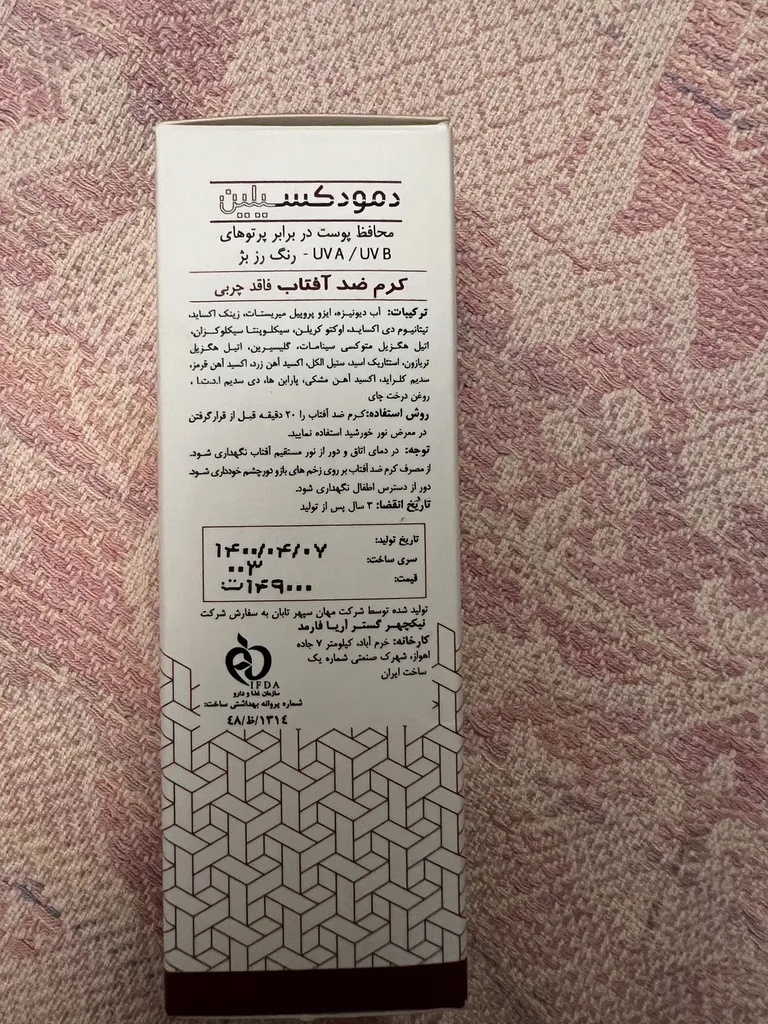 دمودکسیلین
محافظ پوست در برابر پرتوهای
UVA / UVB - رنگ رز بژ
کرم ضد آفتاب فاقد چربی
ترکیبات: آب دیونیزه، ایزو پروپیل میریستات، زینک اکساید،
تیتانیوم دی اکساید، اوکتو کریلن، سیکلوپنتا سیکلوکزان،
اتیل هگزیل متوکسی سینامات، گلیسیرین، اتیل هگزیل
تریازون، استئاریک اسید، ستیل الکل، اکسید آهن زرد، اکسید آهن قرمز،
سدیم کلراید، اکسید آهن مشکی، پارابن ها، دی سدیم ا.د.ت.ا ،
روغن درخت چای
روش استفاده: کرم ضد آفتاب را ۲۰ دقیقه قبل از قرارگرفتن
در معرض نور خورشید استفاده نمایید.
توجه: در دمای اتاق و دور از نور مستقیم آفتاب نگهداری شود.
از مصرف کرم ضد آفتاب بر روی زخم های باز و دورچشم خودداری شود.
دور از دسترس اطفال نگهداری شود.
تاریخ انقضا: ۳ سال پس از تولید
تاریخ تولید: ۱۴۰۰/۰۴/۰۷
سری ساخت: ۰۰۳
قیمت: ۱۴۹۰۰۰ت
تولید شده توسط شرکت مهان سپهر تابان به سفارش شرکت
نیکچهر گستر آریا فارمد
کارخانه: خرم آباد، کیلومتر ۷ جاده
اهواز، شهرک صنعتی شماره یک
ساخت ایران
IFDA
سازمان غذا و دارو
شماره پروانه بهداشتی ساخت:
۴۸/ظ/۱۳۱۴